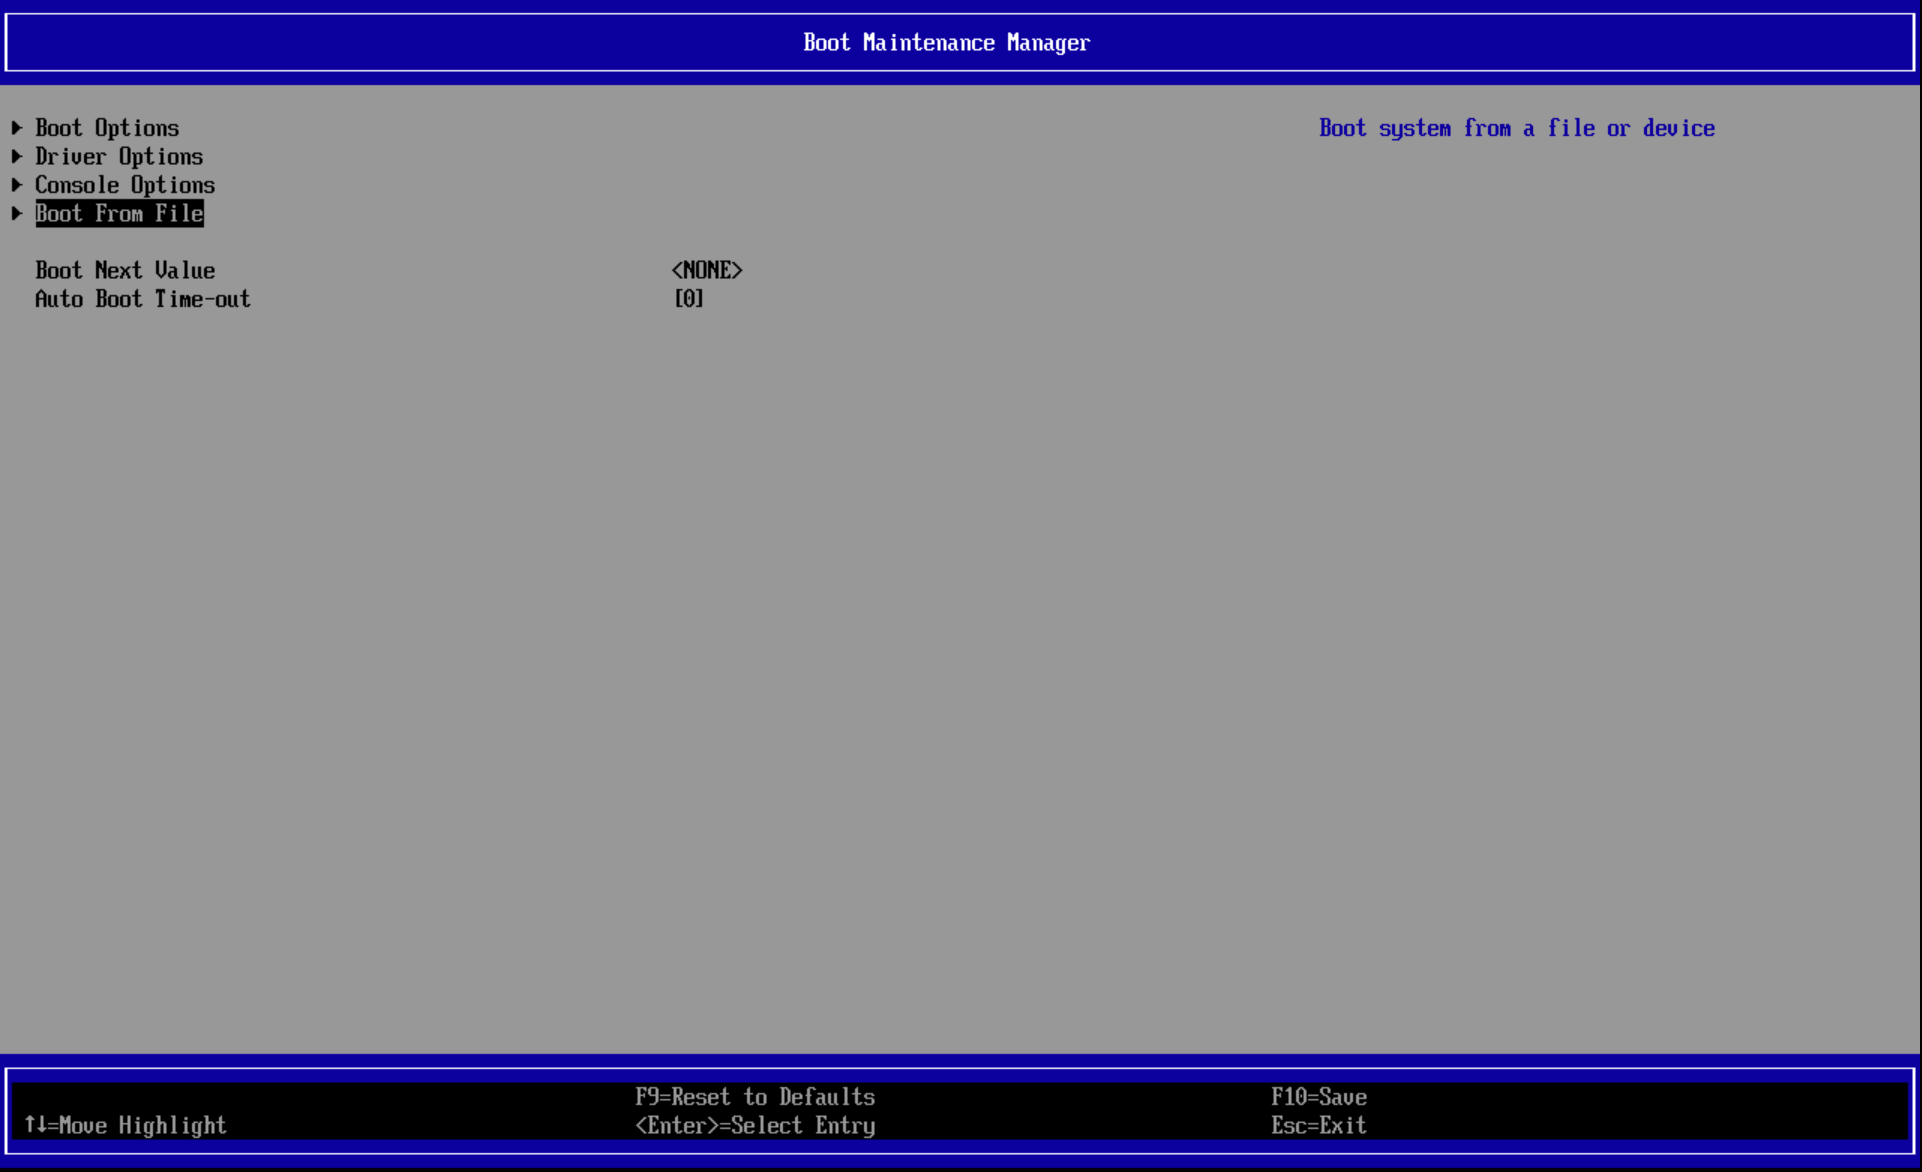 Boot Maintenance Manager
Boot Options
Driver Options
Console Options
Boot From File
Boot system from a file or device
Boot Next Value <NONE>
Auto Boot Time-out [0]
F9=Reset to Defaults F10=Save
↑↓=Move Highlight <Enter>=Select Entry Esc=Exit